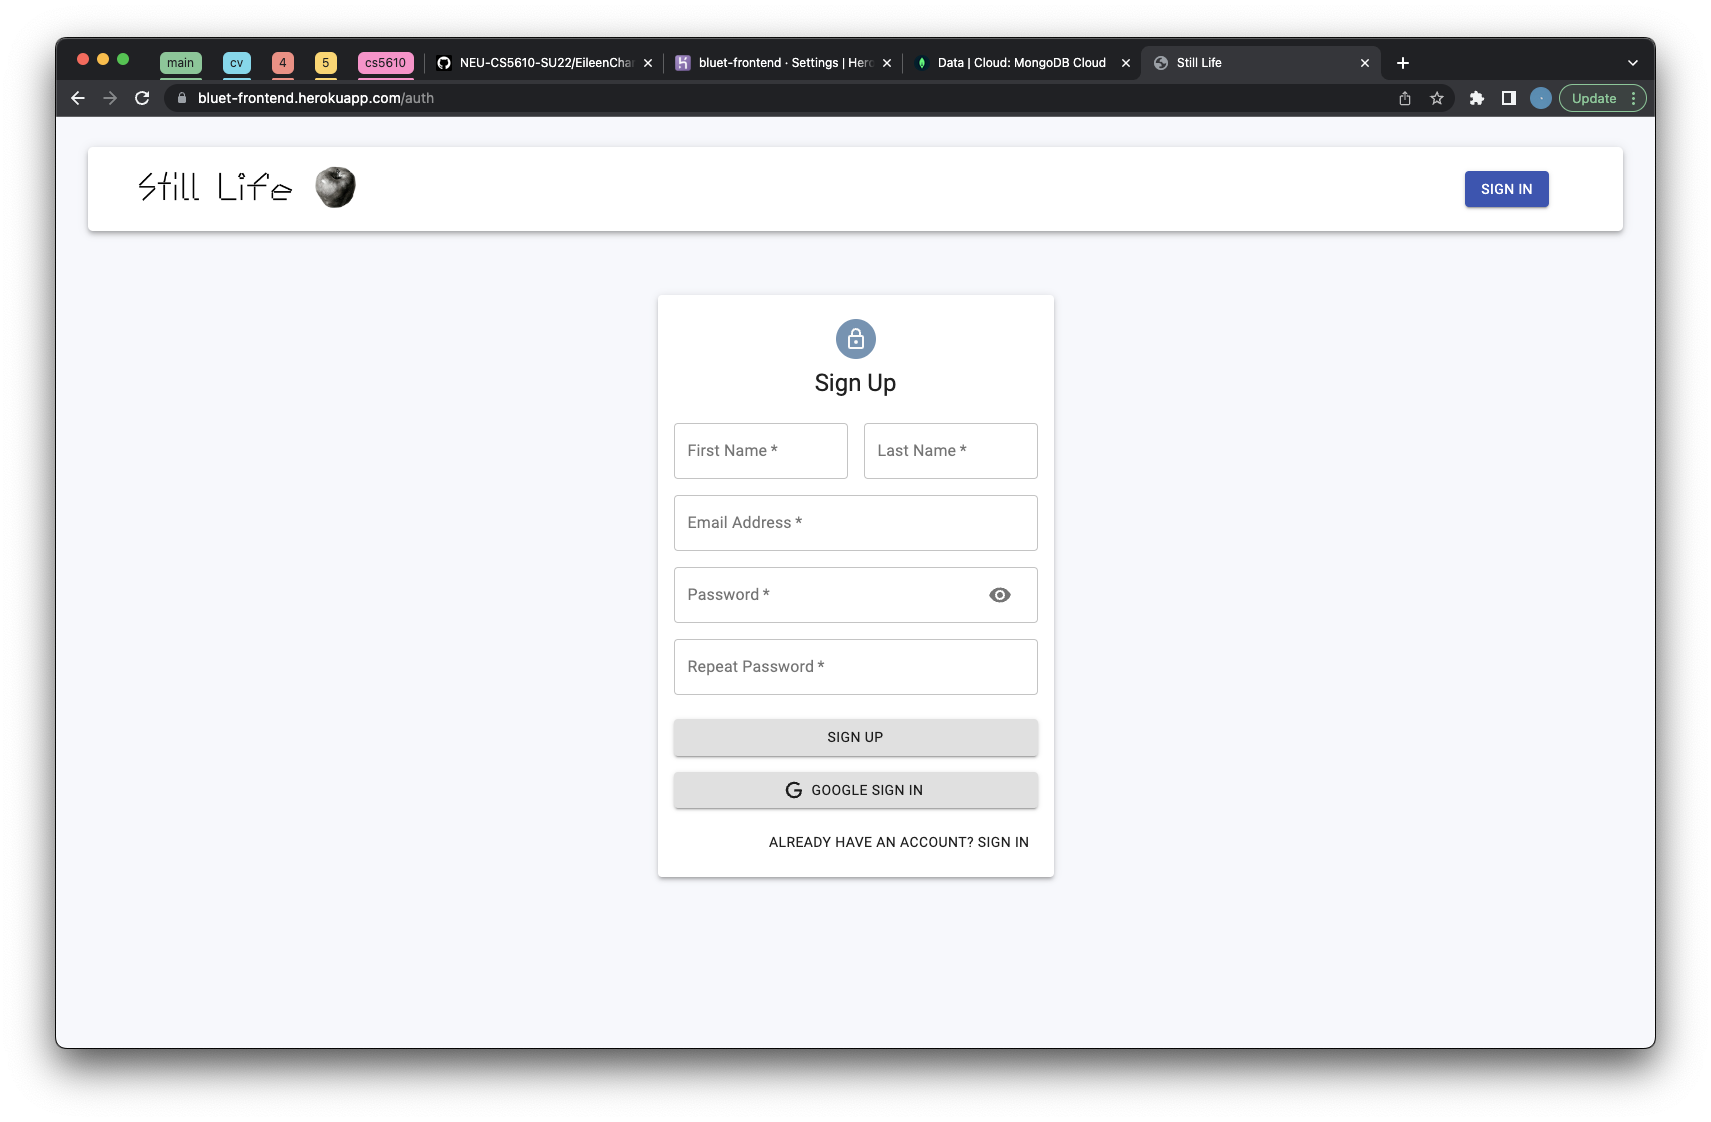 main cv 4 5 cs5610 NEU-CS5610-SU22/EileenCha bluet-frontend · Settings | Hero Data | Cloud: MongoDB Cloud Still Life
bluet-frontend.herokuapp.com/auth Update
Still Life SIGN IN
Sign Up
First Name * Last Name *
Email Address *
Password *
Repeat Password *
SIGN UP
G GOOGLE SIGN IN
ALREADY HAVE AN ACCOUNT? SIGN IN